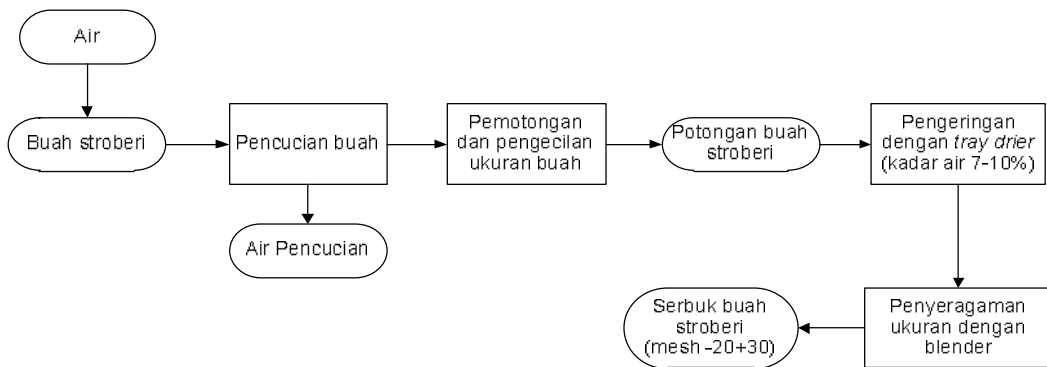 Air
Buah stroberi
Pencucian buah
Pemotongan
dan pengecilan
ukuran buah
Potongan buah
stroberi
Pengeringan
dengan tray drier
(kadar air 7-10%)
Air Pencucian
Serbuk buah
stroberi
(mesh -20+30)
Penyeragaman
ukuran dengan
blender